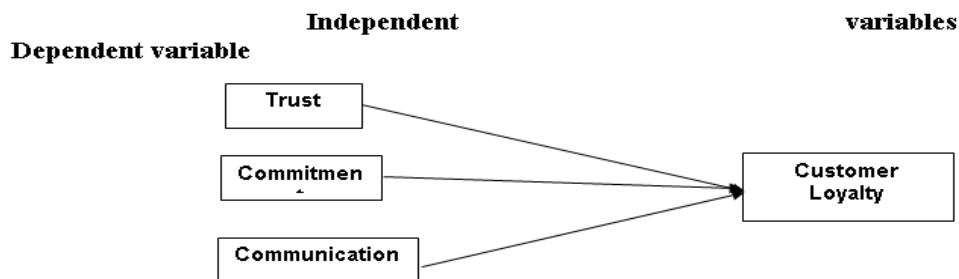 Independent variables
Dependent variable
Trust
Commitmen
Customer
Loyalty
Communication